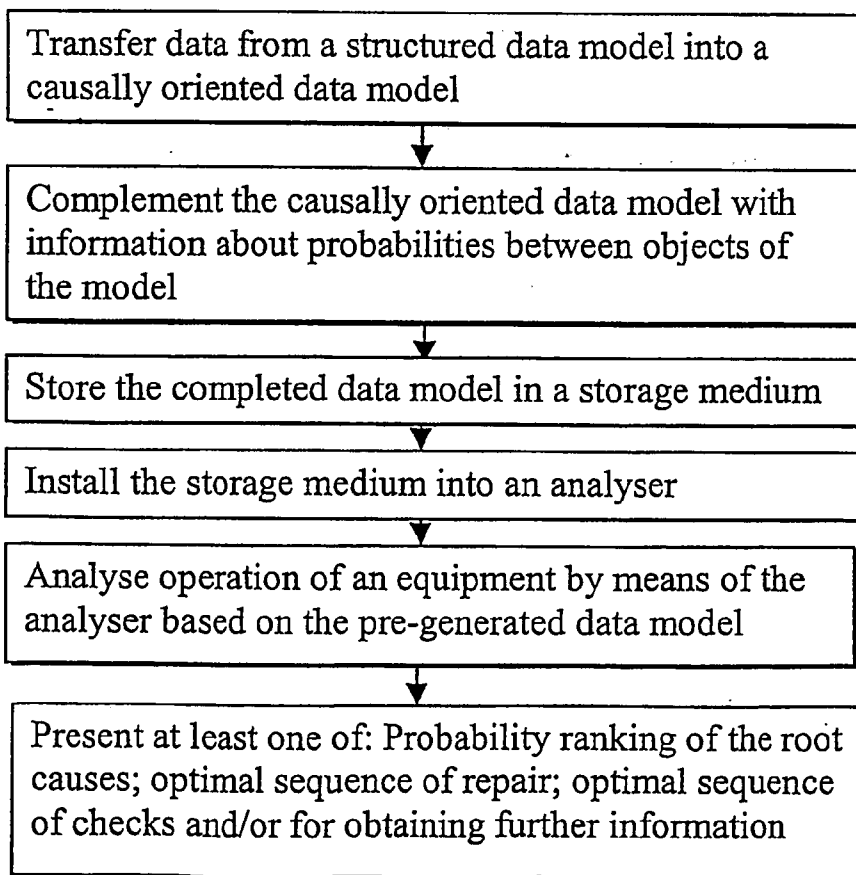 Transfer data from a structured data model into a
causally oriented data model
Complement the causally oriented data model with
information about probabilities between objects of
the model
Store the completed data model in a storage medium
Install the storage medium into an analyser
Analyse operation of an equipment by means of the
analyser based on the pre-generated data model
Present at least one of: Probability ranking of the root
causes; optimal sequence of repair; optimal sequence
of checks and/or for obtaining further information